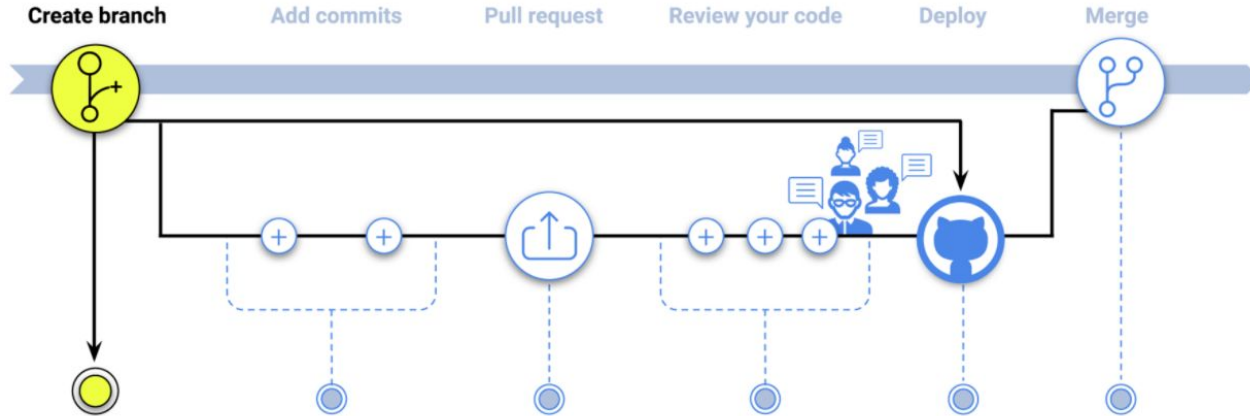 Create branch
Add commits
Pull request
Review your code
Deploy
Merge